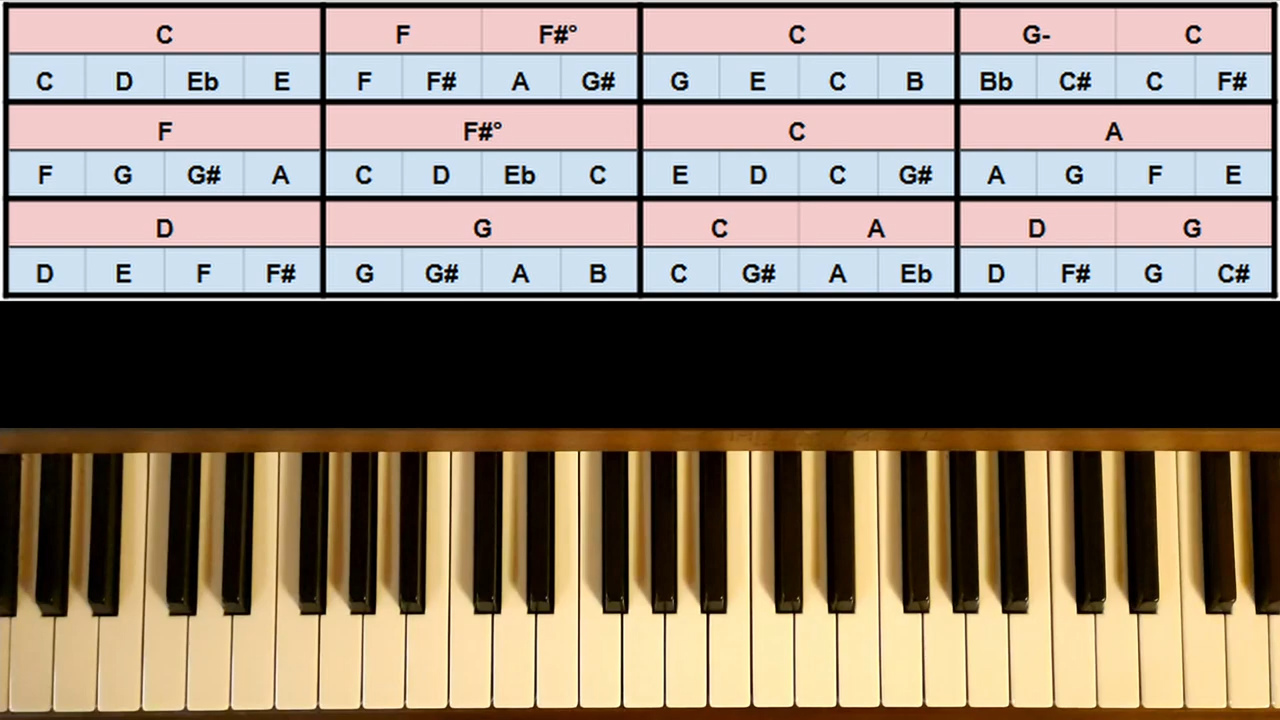 C F F#° C G- C
C D Eb E F F# A G# G E C B Bb C# C F#
F F#° C A
F G G# A C D Eb C E D C G# A G F E
D G C A D G
D E F F# G G# A B C G# A Eb D F# G C#